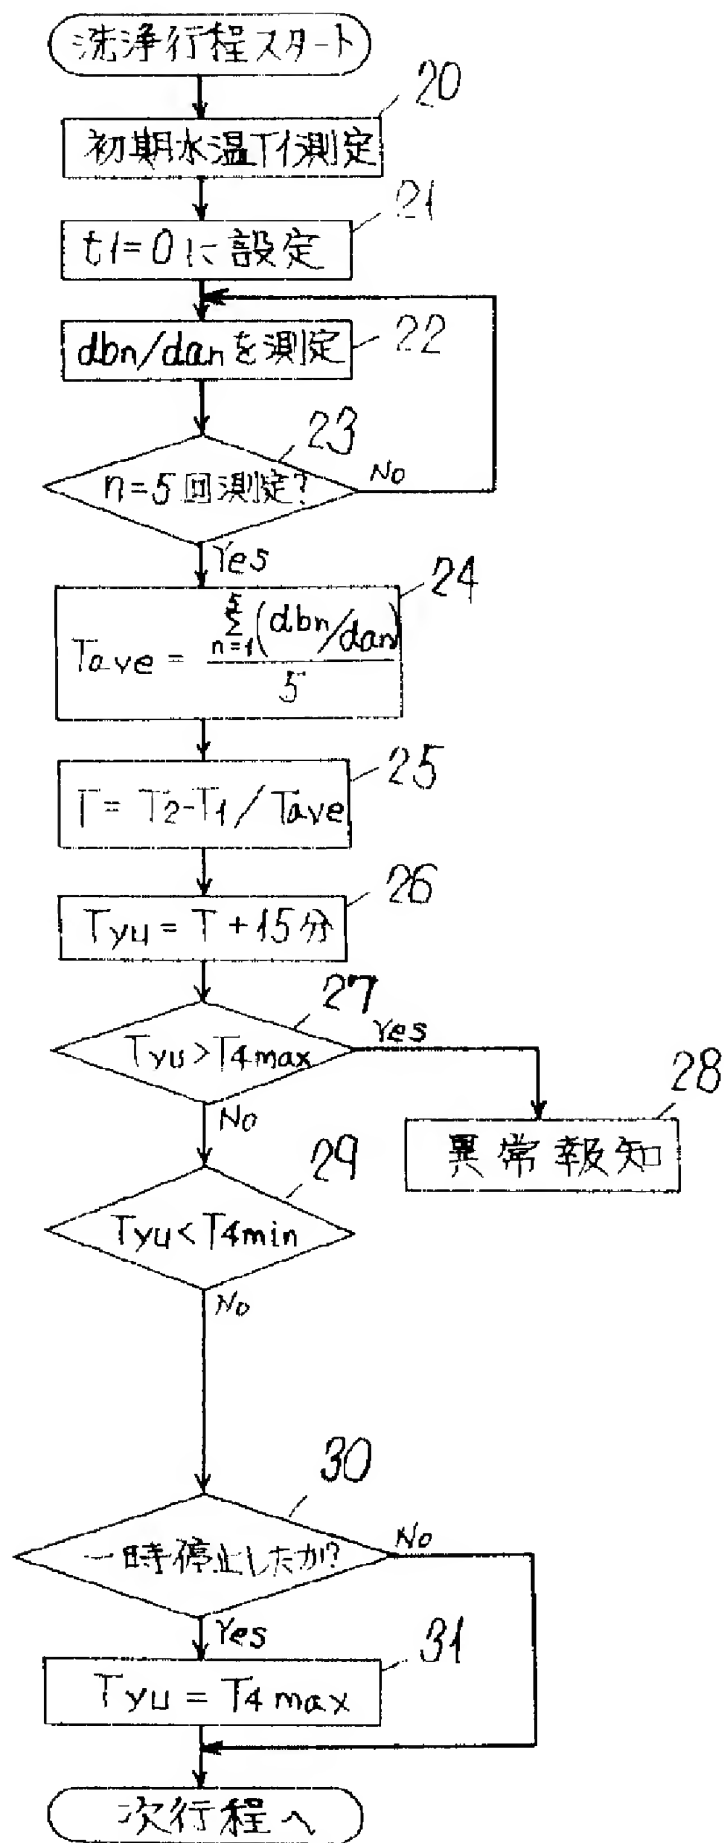 洗浄行程スタート
20
初期水温T1測定
21
t1=0に設定
dbn/danを測定
22
23
n=5回測定?
No
Yes
24
Tave = Σ n=1 5 (dbn/dan) / 5
25
T = T2-T1 / Tave
26
Tyu = T + 15分
27
Tyu>T4max
Yes
No
28
異常報知
29
Tyu<T4min
No
30
一時停止したか?
No
Yes
31
Tyu = T4 max
次行程へ